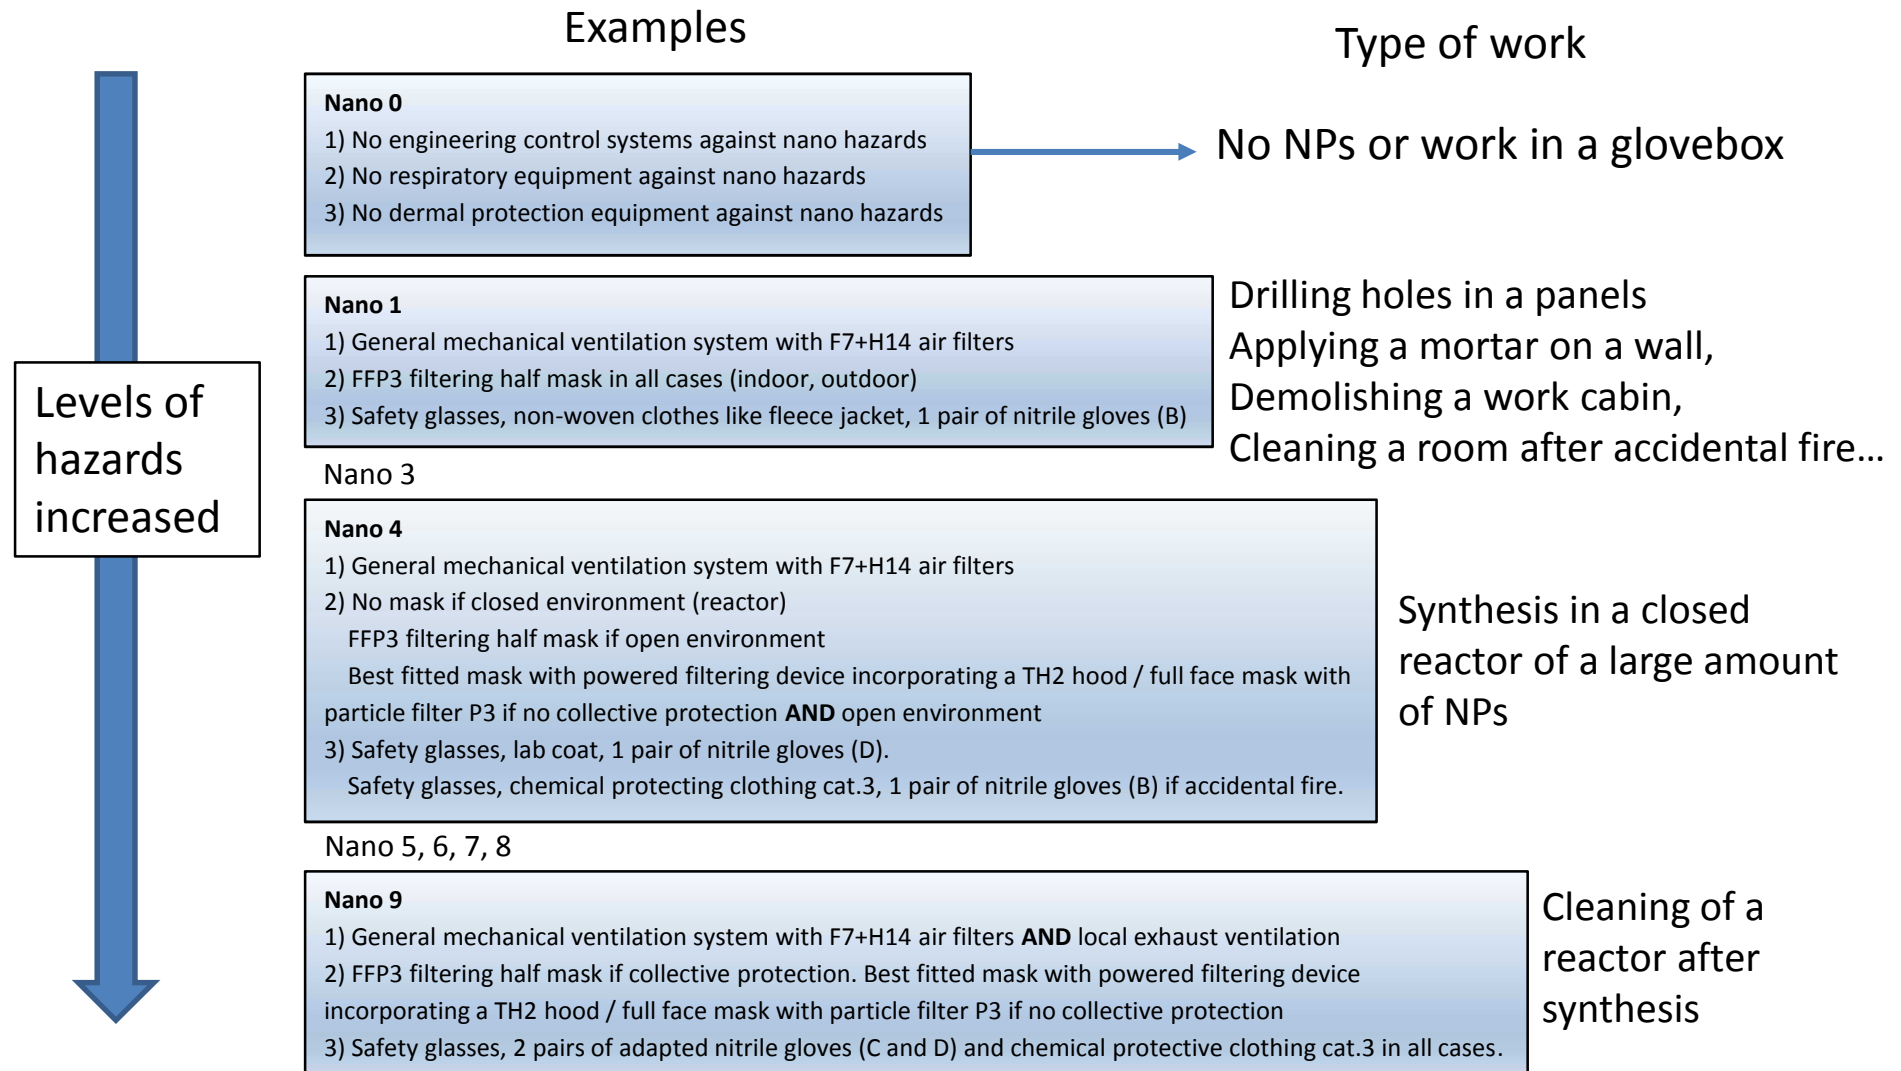 Examples
Type of work
Levels of
hazards
increased
Nano 0
1) No engineering control systems against nano hazards
2) No respiratory equipment against nano hazards
3) No dermal protection equipment against nano hazards
No NPs or work in a glovebox
Nano 1
1) General mechanical ventilation system with F7+H14 air filters
2) FFP3 filtering half mask in all cases (indoor, outdoor)
3) Safety glasses, non-woven clothes like fleece jacket, 1 pair of nitrile gloves (B)
Drilling holes in a panels
Applying a mortar on a wall,
Demolishing a work cabin,
Cleaning a room after accidental fire…
Nano 3
Nano 4
1) General mechanical ventilation system with F7+H14 air filters
2) No mask if closed environment (reactor)
FFP3 filtering half mask if open environment
Best fitted mask with powered filtering device incorporating a TH2 hood / full face mask with
particle filter P3 if no collective protection AND open environment
3) Safety glasses, lab coat, 1 pair of nitrile gloves (D).
Safety glasses, chemical protecting clothing cat.3, 1 pair of nitrile gloves (B) if accidental fire.
Synthesis in a closed
reactor of a large amount
of NPs
Nano 5, 6, 7, 8
Nano 9
1) General mechanical ventilation system with F7+H14 air filters AND local exhaust ventilation
2) FFP3 filtering half mask if collective protection. Best fitted mask with powered filtering device
incorporating a TH2 hood / full face mask with particle filter P3 if no collective protection
3) Safety glasses, 2 pairs of adapted nitrile gloves (C and D) and chemical protective clothing cat.3 in all cases.
Cleaning of a
reactor after
synthesis